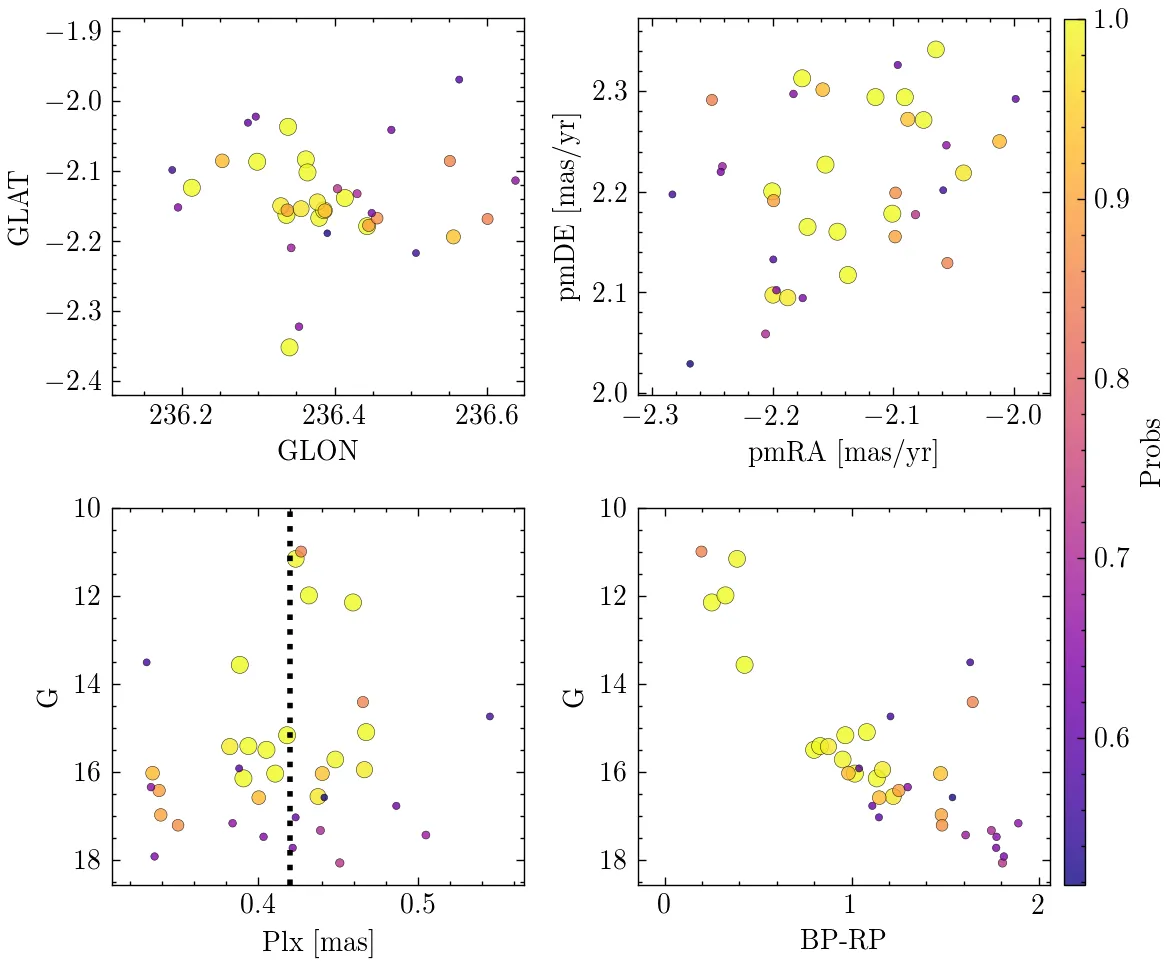 −1.9
−2.0
−2.1
−2.2
−2.3
−2.4
GLAT
236.2 236.4 236.6
GLON
2.3
2.2
2.1
2.0
pmDE [mas/yr]
−2.3 −2.2 −2.1 −2.0
pmRA [mas/yr]
10
12
14
16
18
G
0.4 0.5
Plx [mas]
10
12
14
16
18
G
0 1 2
BP-RP
1.0
0.9
0.8
0.7
0.6
Probs